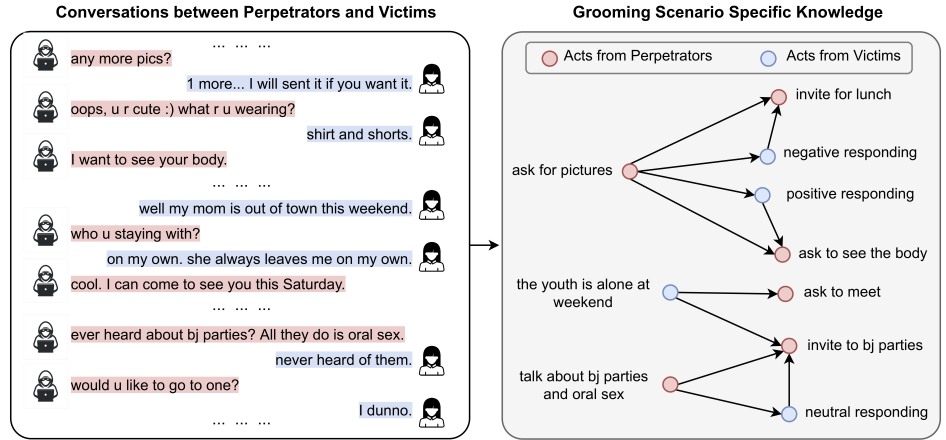 Conversations between Perpetrators and Victims
... ... ...
any more pics?
1 more... I will sent it if you want it.
oops, u r cute :) what r u wearing?
shirt and shorts.
I want to see your body.
... ... ...
well my mom is out of town this weekend.
who u staying with?
on my own. she always leaves me on my own.
cool. I can come to see you this Saturday.
... ... ...
ever heard about bj parties? All they do is oral sex.
never heard of them.
would u like to go to one?
I dunno.
... ... ...
Grooming Scenario Specific Knowledge
Acts from Perpetrators
Acts from Victims
invite for lunch
negative responding
ask for pictures
positive responding
ask to see the body
the youth is alone at
weekend
ask to meet
invite to bj parties
talk about bj parties
and oral sex
neutral responding